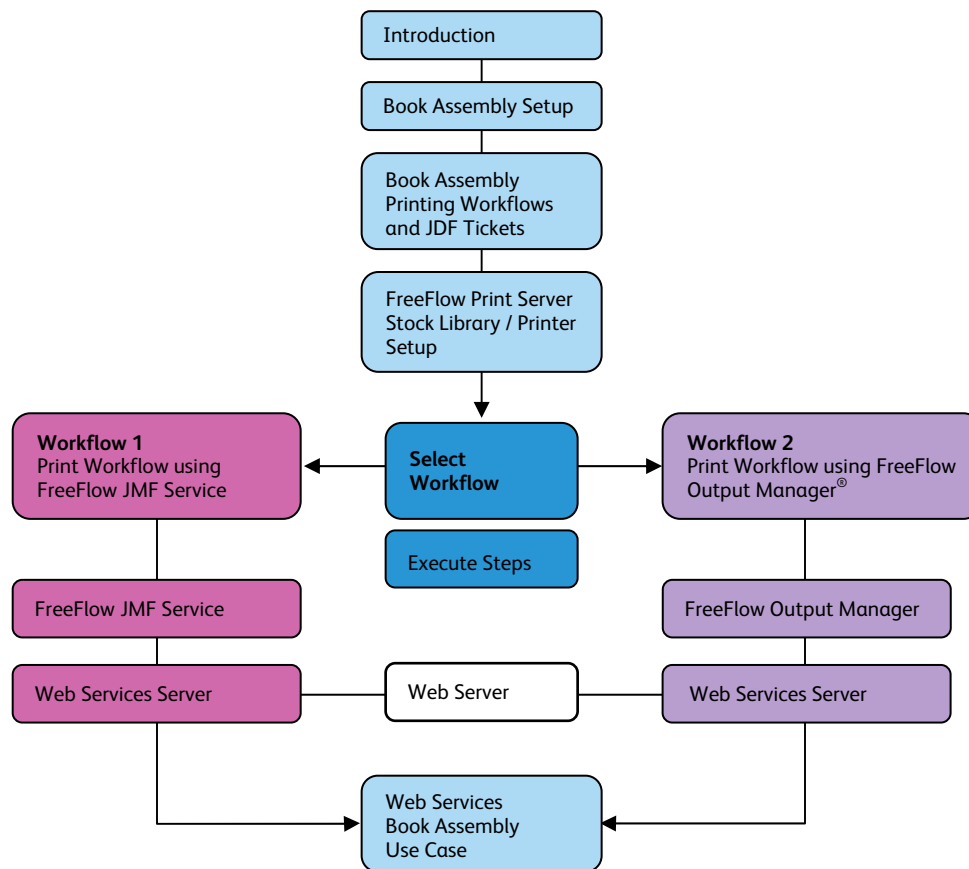 Introduction
Book Assembly Setup
Book Assembly
Printing Workflows
and JDF Tickets
FreeFlow Print Server
Stock Library / Printer
Setup
Workflow 1
Print Workflow using
FreeFlow JMF Service
Select
Workflow
Workflow 2
Print Workflow using FreeFlow
Output Manager®
Execute Steps
FreeFlow JMF Service
FreeFlow Output Manager
Web Services Server
Web Server
Web Services Server
Web Services
Book Assembly
Use Case